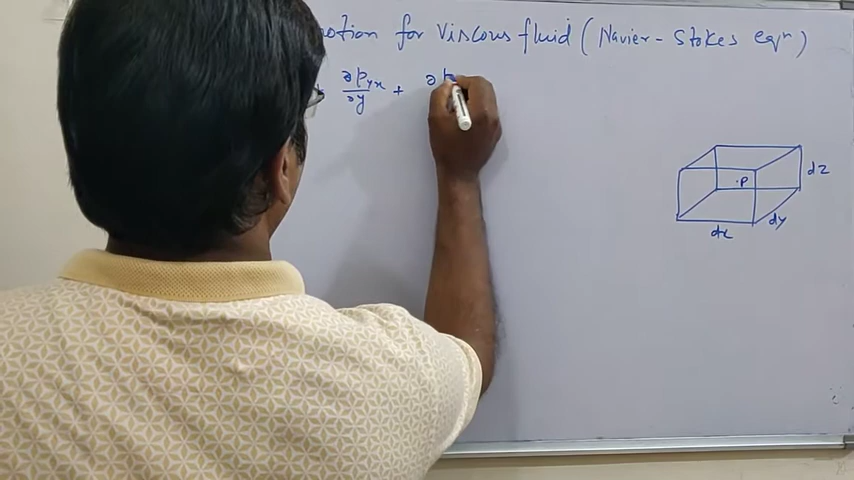 otion for viscous fluid (Navier-Stokes eqn)
∂pyx/∂y + ∂p
.P
dz
dy
dx